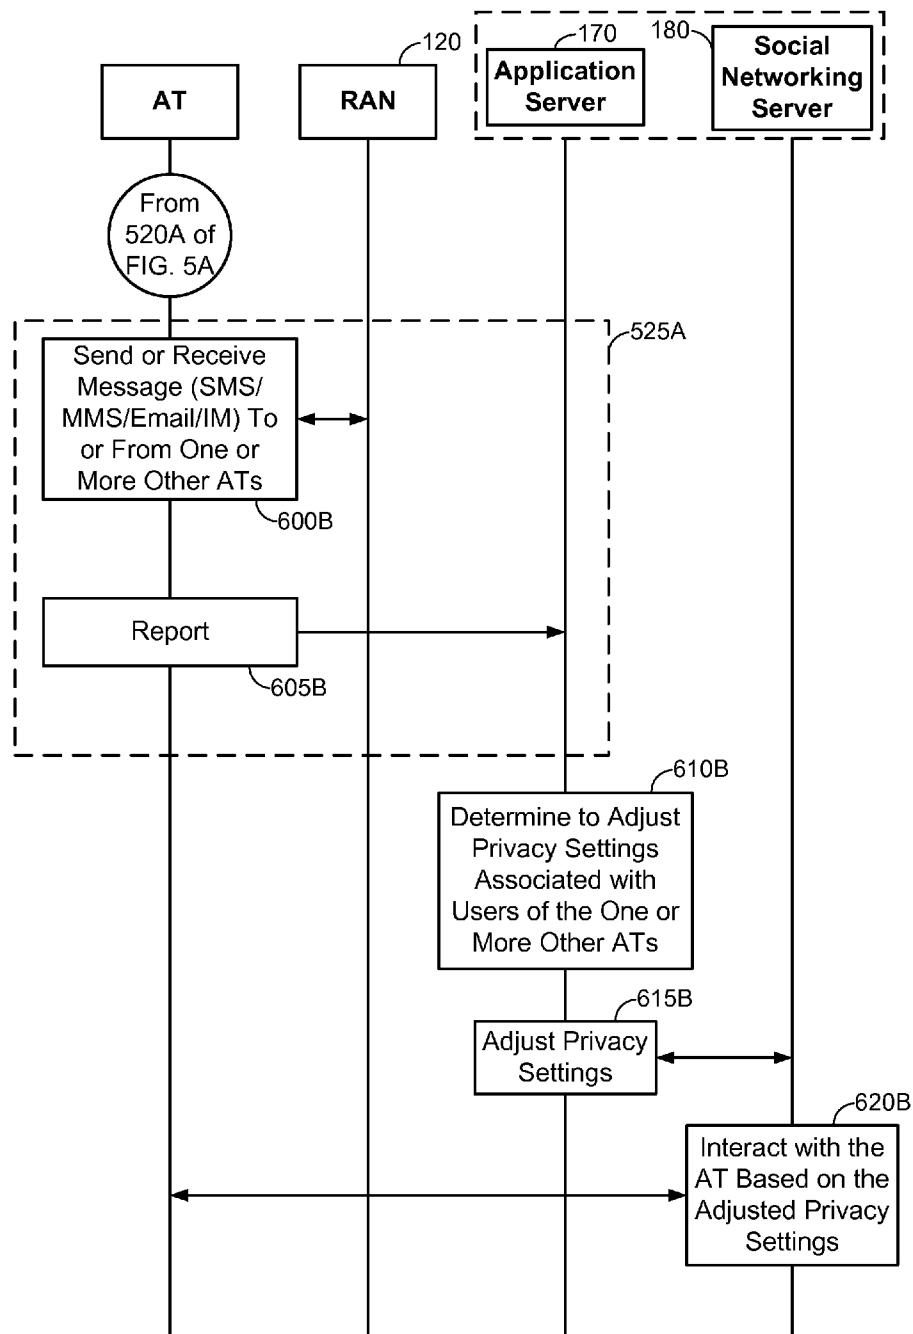 120
170
180
AT
RAN
Application
Server
Social
Networking
Server
From
520A of
FIG. 5A
525A
Send or Receive
Message (SMS/
MMS/Email/IM) To
or From One or
More Other ATs
600B
Report
605B
610B
Determine to Adjust
Privacy Settings
Associated with
Users of the One or
More Other ATs
615B
Adjust Privacy
Settings
620B
Interact with the
AT Based on the
Adjusted Privacy
Settings